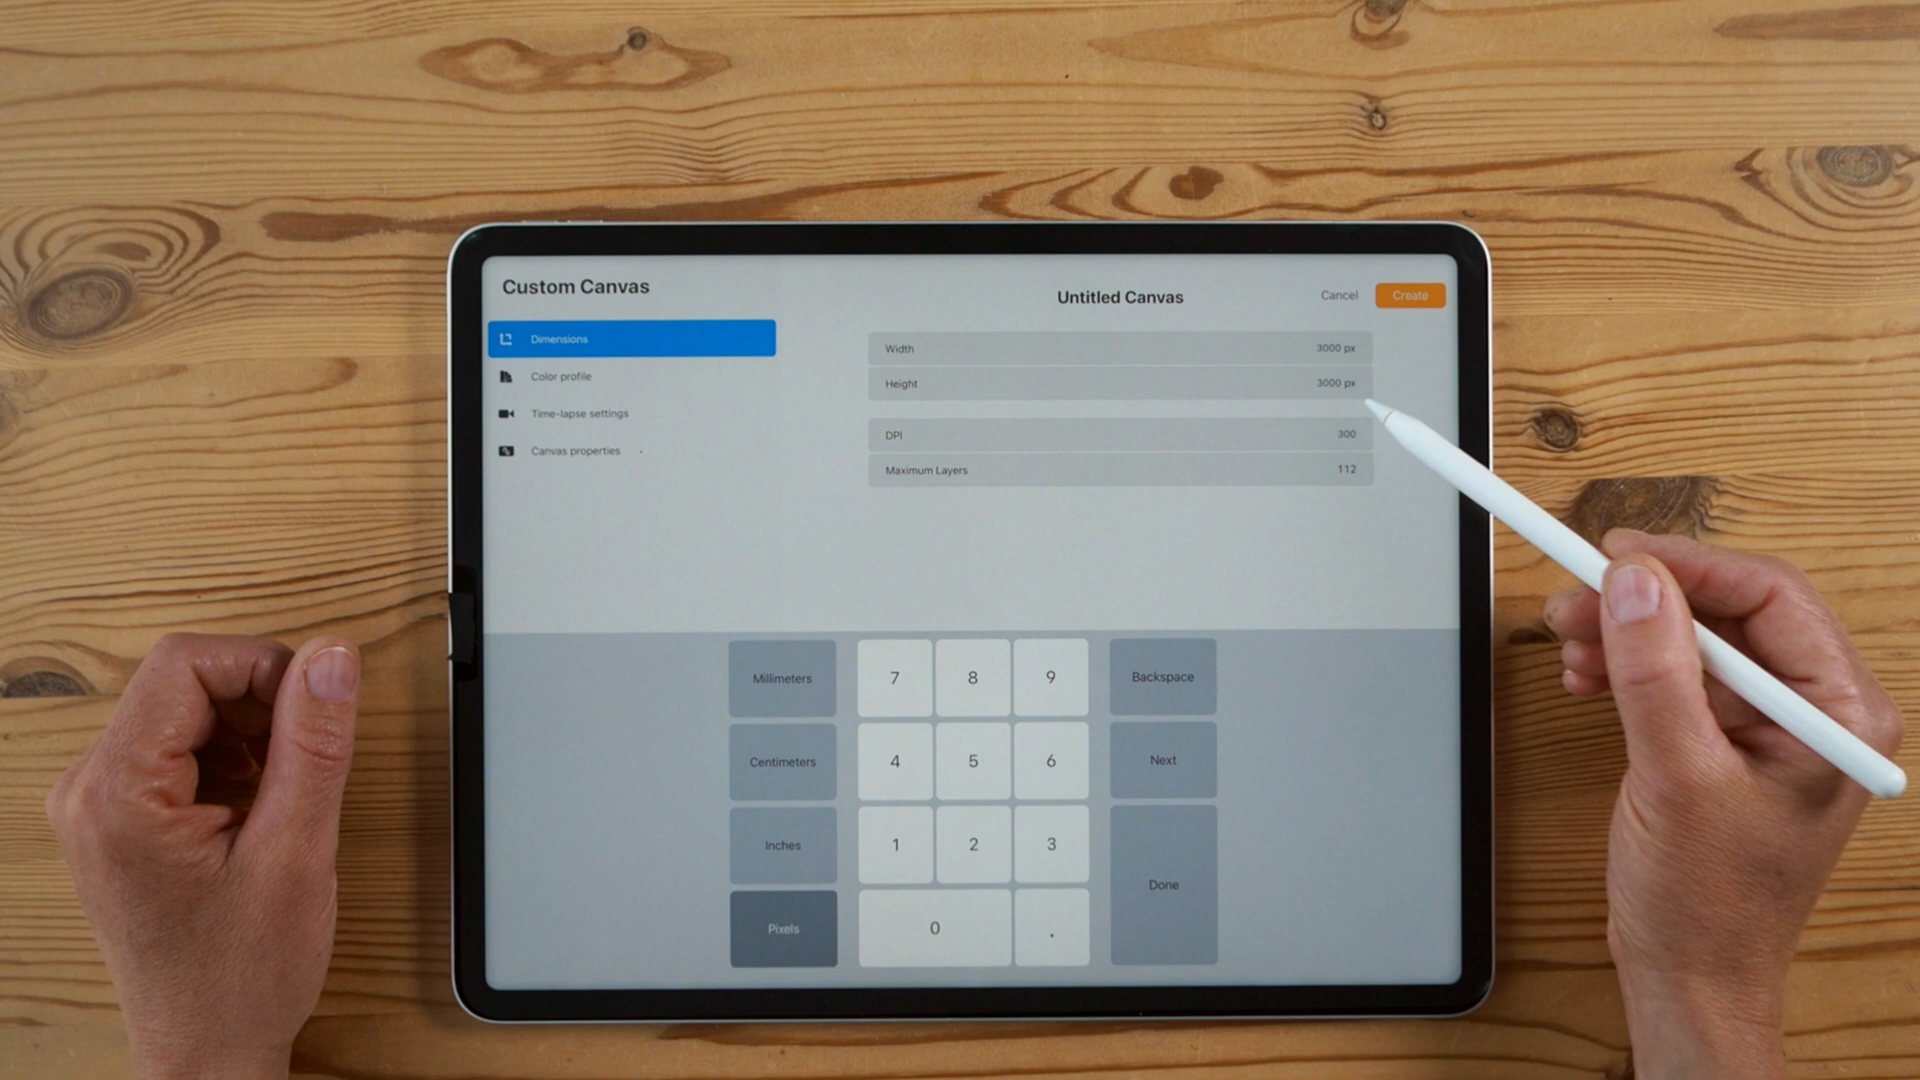 Custom Canvas
Untitled Canvas
Cancel
Create
Dimensions
Color profile
Time-lapse settings
Canvas properties
Width 3000 px
Height 3000 px
DPI 300
Maximum Layers 112
Millimeters 7 8 9 Backspace
Centimeters 4 5 6 Next
Inches 1 2 3
Done
Pixels 0 .